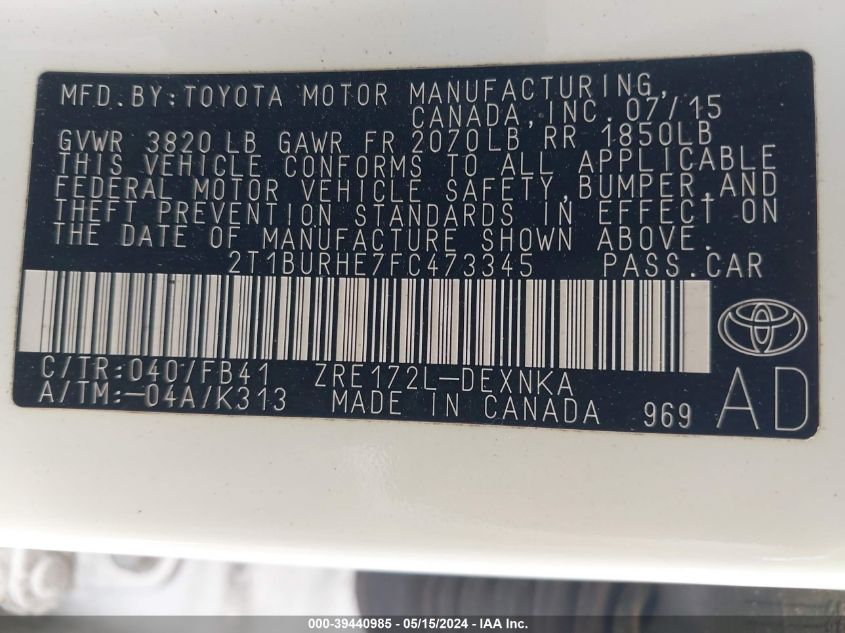 MFD.BY:TOYOTA MOTOR MANUFACTURING,
CANADA,INC.07/15
GVWR 3820 LB GAWR FR 2070LB RR 1850LB
THIS VEHICLE CONFORMS TO ALL APPLICABLE
FEDERAL MOTOR VEHICLE SAFETY,BUMPER,AND
THEFT PREVENTION STANDARDS IN EFFECT ON
THE DATE OF MANUFACTURE SHOWN ABOVE.
2T1BURHE7FC473345 PASS.CAR
C/TR:040/FB41 ZRE172L-DEXNKA
A/TM:-04A/K313 MADE IN CANADA 969 AD
000-39440985 - 05/15/2024 - IAA Inc.